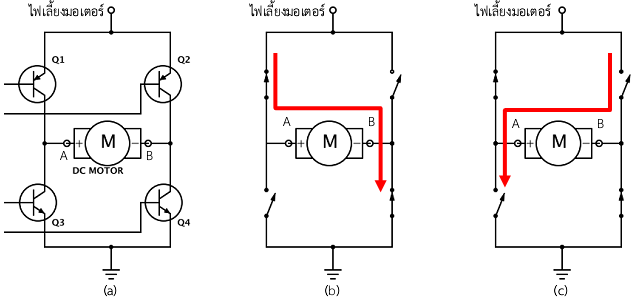 ไฟเลี้ยงมอเตอร์ ไฟเลี้ยงมอเตอร์ ไฟเลี้ยงมอเตอร์
Q1 Q2
A + M − B
DC MOTOR
Q3 Q4
(a)
A + M − B
(b)
A + M − B
(c)